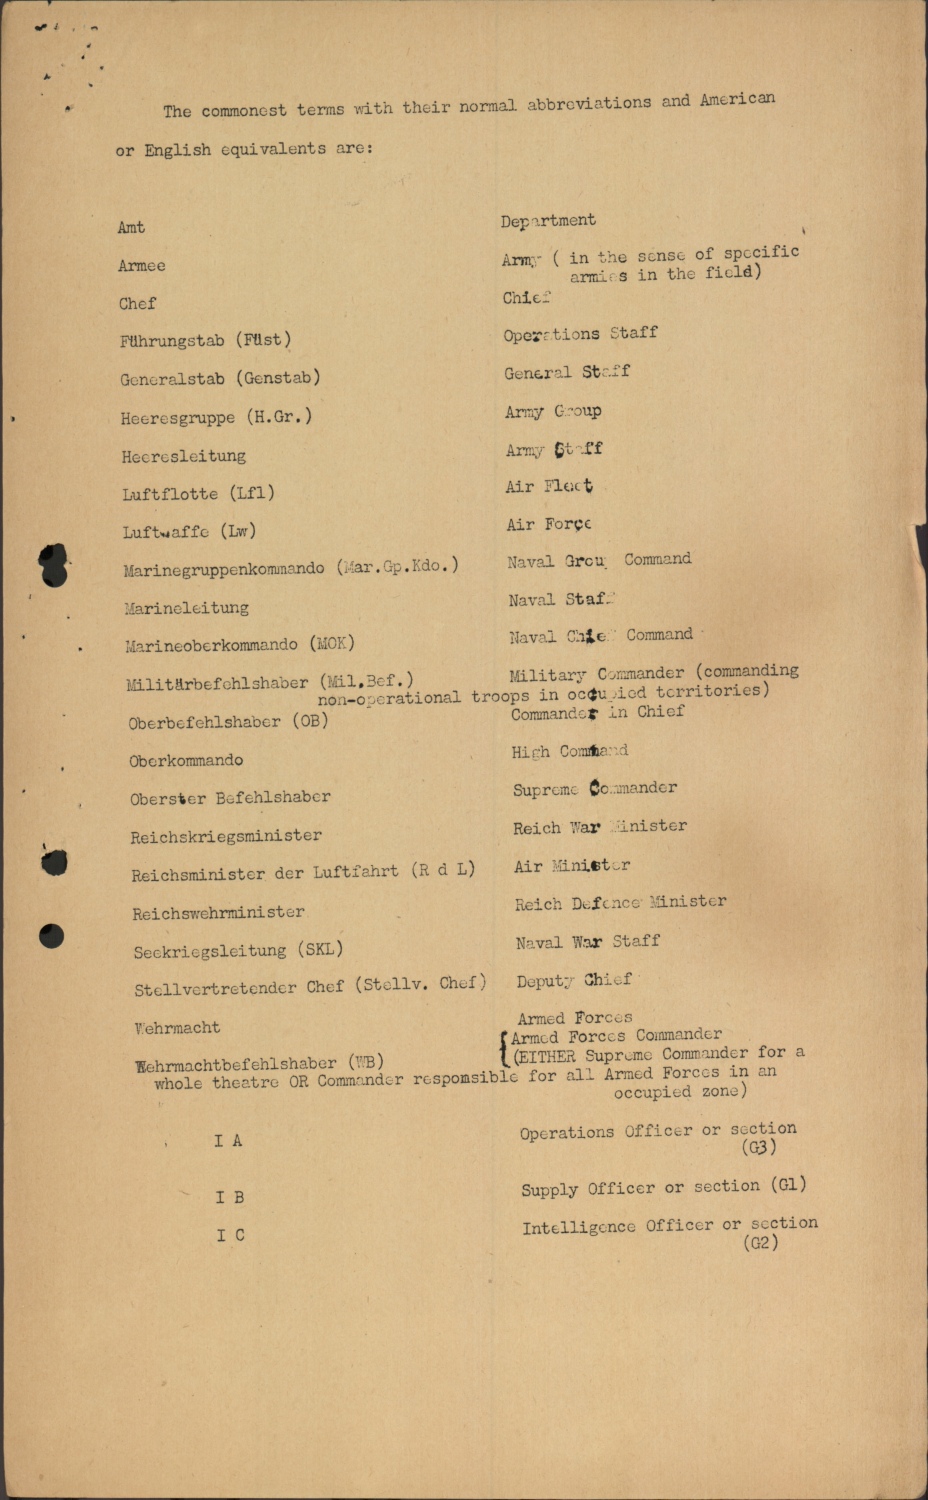 The commonest terms with their normal abbreviations and American
or English equivalents are:
Amt Department
Armee Army ( in the sense of specific
armies in the field)
Chef Chief
Führungstab (Füst) Operations Staff
Generalstab (Genstab) General Staff
Heeresgruppe (H.Gr.) Army Group
Heeresleitung Army Staff
Luftflotte (Lfl) Air Fleet
Luftwaffe (Lw) Air Force
Marinegruppenkommando (Mar.Gp.Kdo.) Naval Group Command
Marineleitung Naval Staff
Marineoberkommando (MOK) Naval Chief Command
Militärbefehlshaber (Mil.Bef.) Military Commander (commanding
non-operational troops in occupied territories)
Oberbefehlshaber (OB) Commander in Chief
Oberkommando High Command
Oberster Befehlshaber Supreme Commander
Reichskriegsminister Reich War Minister
Reichsminister der Luftfahrt (R d L) Air Minister
Reichswehrminister Reich Defence Minister
Seekriegsleitung (SKL) Naval War Staff
Stellvertretender Chef (Stellv. Chef) Deputy Chief
Wehrmacht Armed Forces
Armed Forces Commander
Wehrmachtbefehlshaber (WB) (EITHER Supreme Commander for a
whole theatre OR Commander respomsible for all Armed Forces in an
occupied zone)
I A Operations Officer or section
(G3)
I B Supply Officer or section (G1)
I C Intelligence Officer or section
(G2)